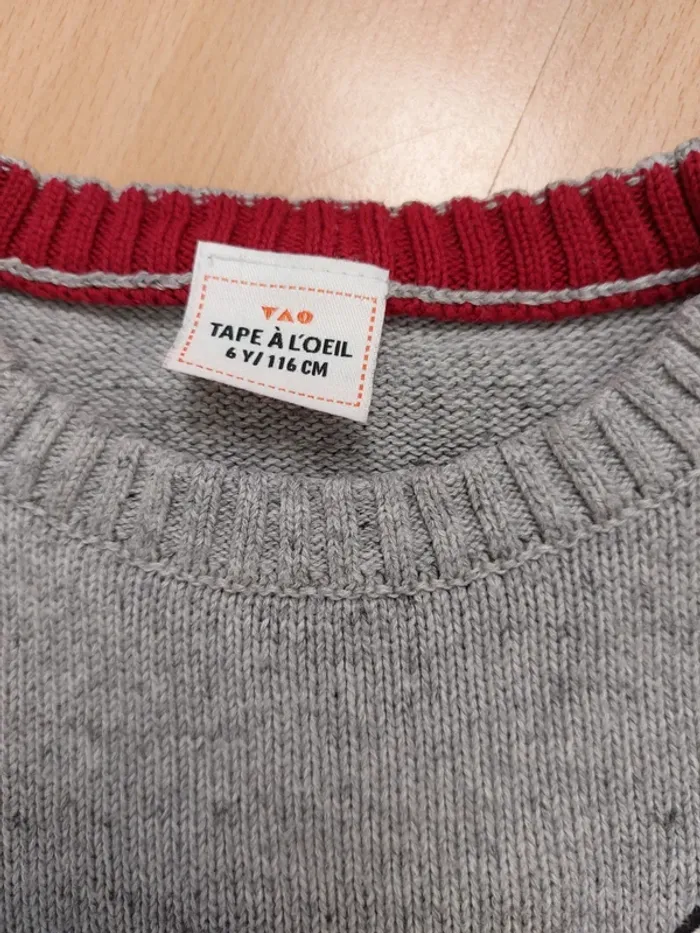 TAO
TAPE À L'OEIL
6 Y/116 CM